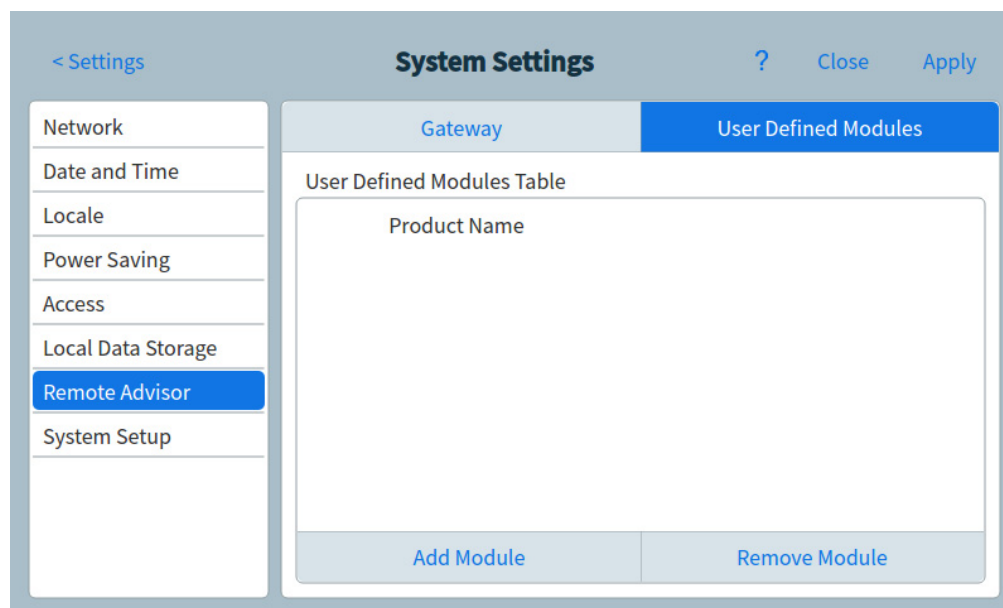 < Settings System Settings ? Close Apply
Network
Date and Time
Locale
Power Saving
Access
Local Data Storage
Remote Advisor
System Setup
Gateway User Defined Modules
User Defined Modules Table
Product Name
Add Module Remove Module